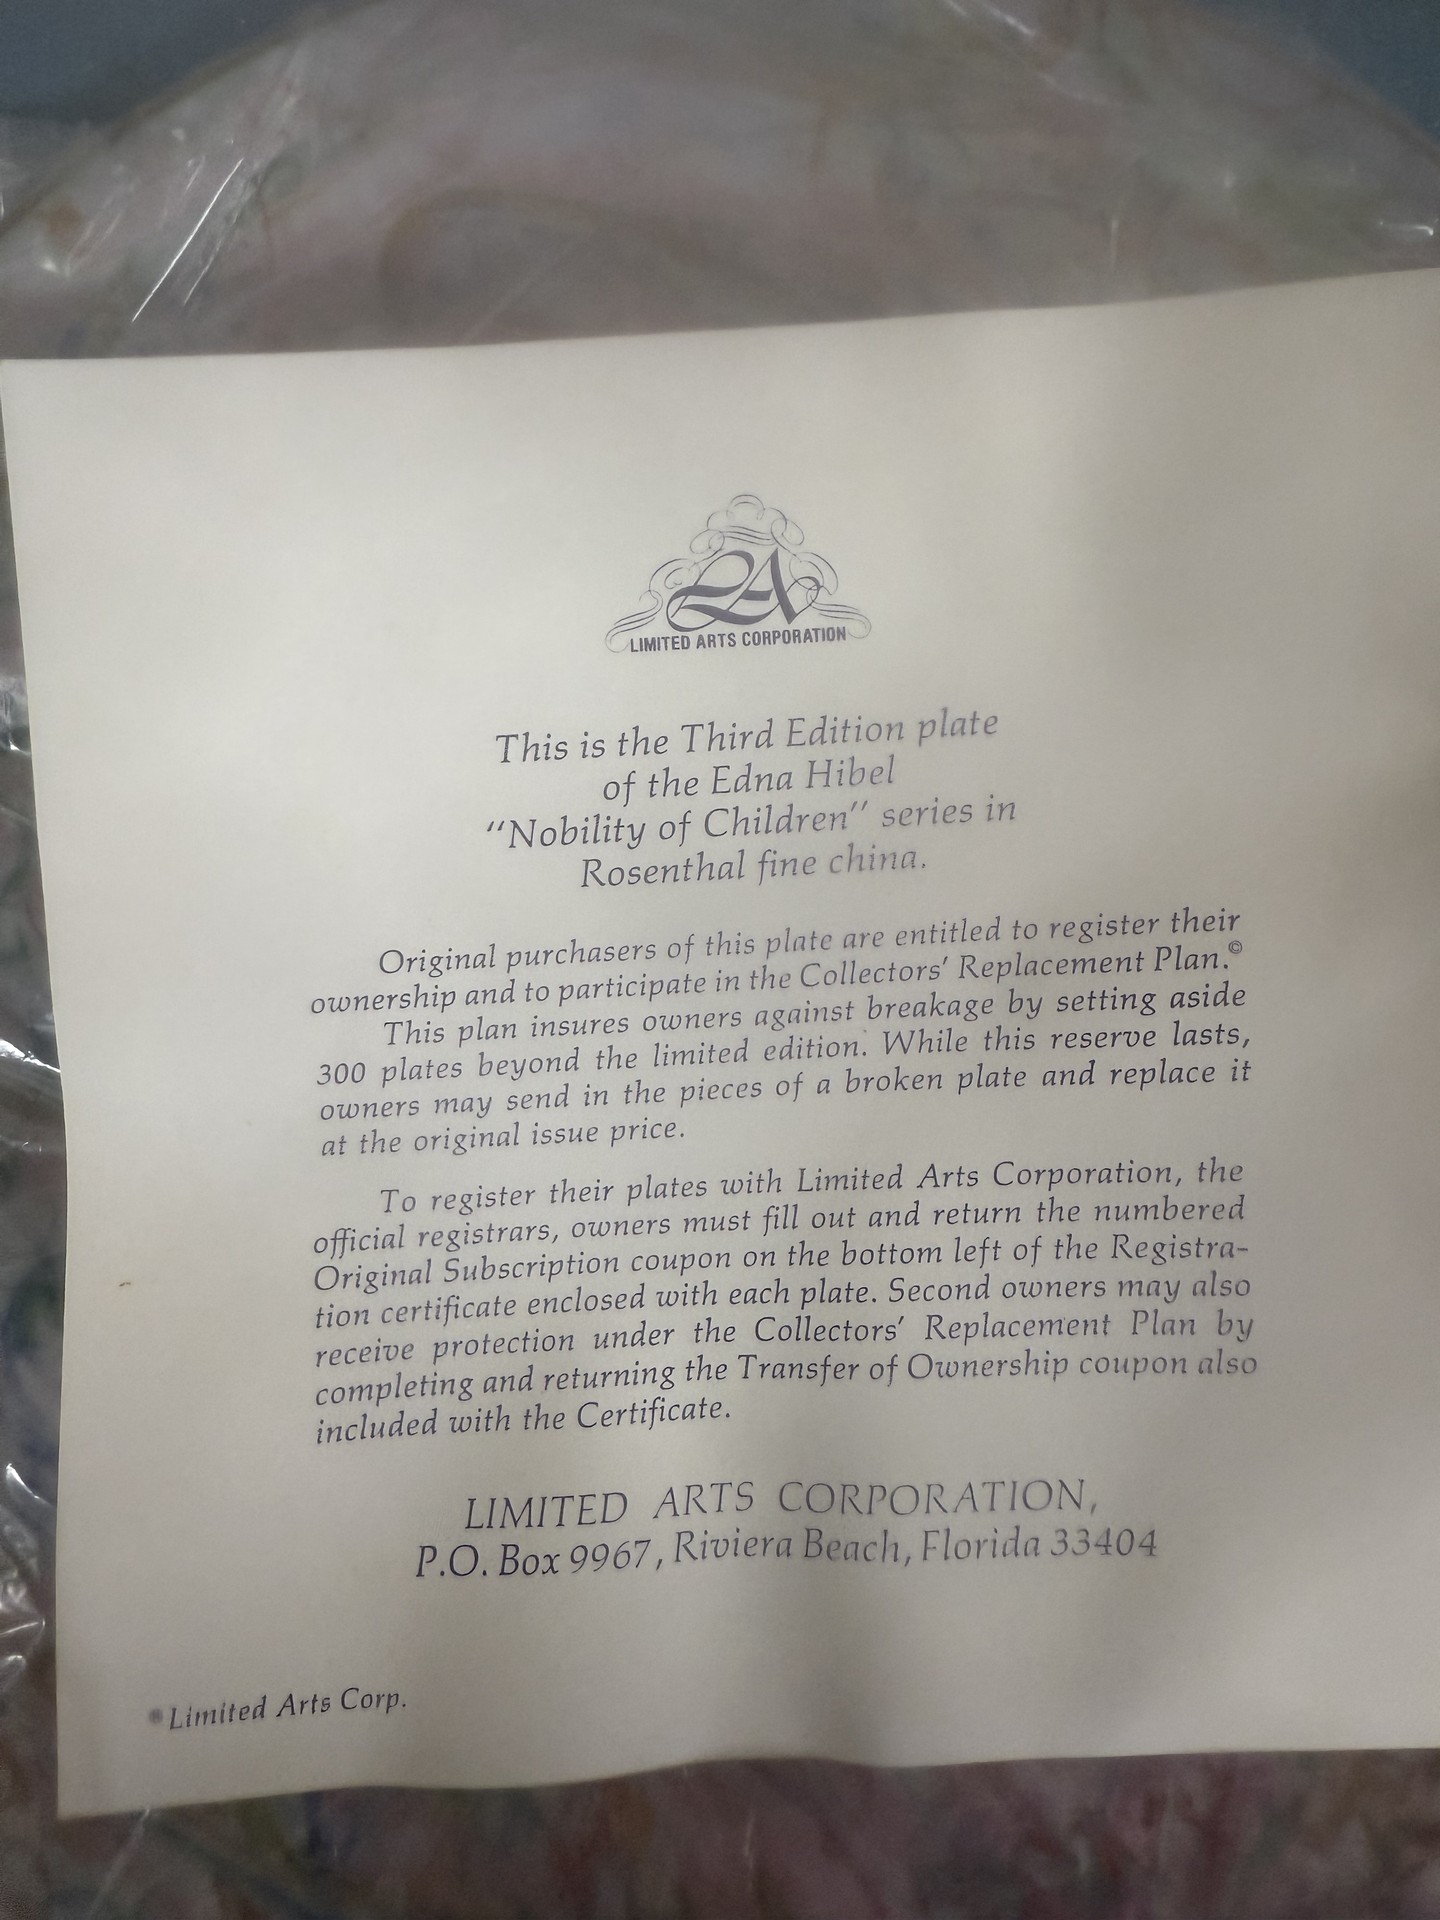 LA
LIMITED ARTS CORPORATION
This is the Third Edition plate
of the Edna Hibel
“Nobility of Children” series in
Rosenthal fine china.
Original purchasers of this plate are entitled to register their
ownership and to participate in the Collectors’ Replacement Plan.©
This plan insures owners against breakage by setting aside
300 plates beyond the limited edition. While this reserve lasts,
owners may send in the pieces of a broken plate and replace it
at the original issue price.
To register their plates with Limited Arts Corporation, the
official registrars, owners must fill out and return the numbered
Original Subscription coupon on the bottom left of the Registra-
tion certificate enclosed with each plate. Second owners may also
receive protection under the Collectors’ Replacement Plan by
completing and returning the Transfer of Ownership coupon also
included with the Certificate.
LIMITED ARTS CORPORATION,
P.O. Box 9967, Riviera Beach, Florida 33404
Limited Arts Corp.